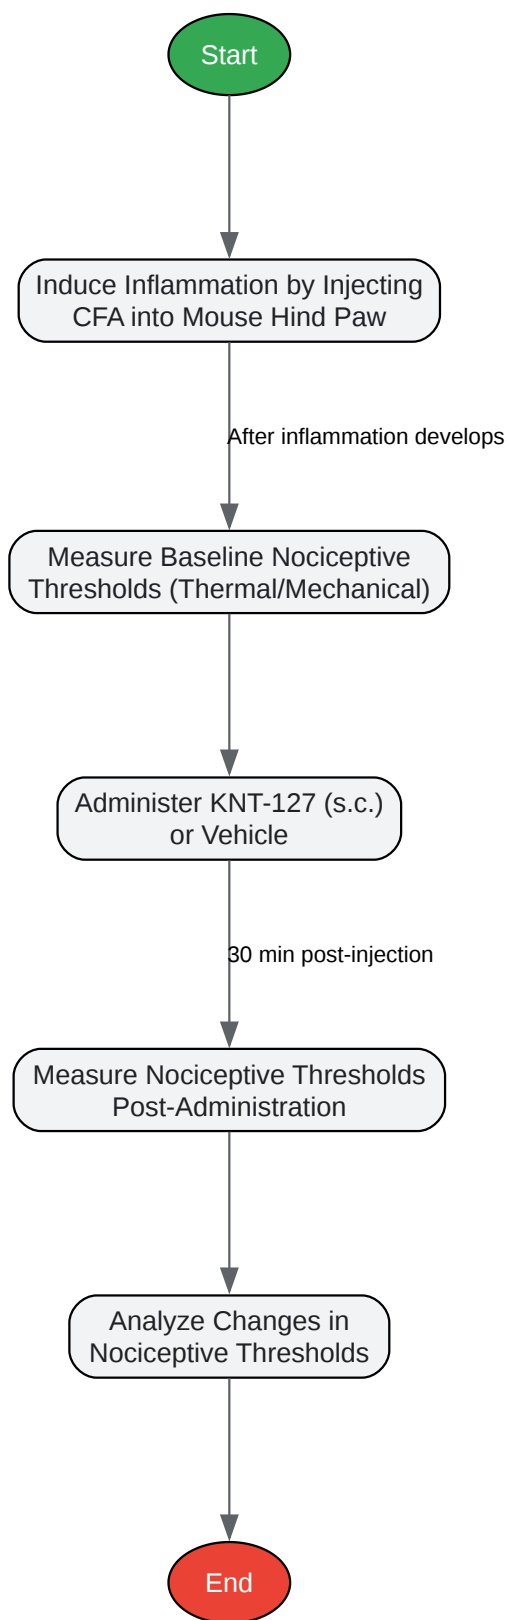 Start
Induce Inflammation by Injecting
CFA into Mouse Hind Paw
After inflammation develops
Measure Baseline Nociceptive
Thresholds (Thermal/Mechanical)
Administer KNT-127 (s.c.)
or Vehicle
30 min post-injection
Measure Nociceptive Thresholds
Post-Administration
Analyze Changes in
Nociceptive Thresholds
End